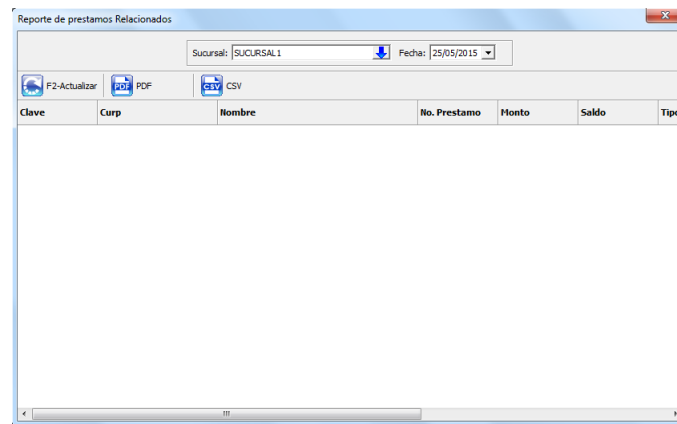 Reporte de prestamos Relacionados
Sucursal: SUCURSAL1 Fecha: 25/05/2015
F2-Actualizar PDF PDF CSV CSV
Clave Curp Nombre No. Prestamo Monto Saldo Tipo